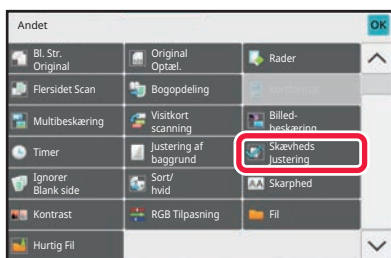 Andet
OK
Bl. Str.
Original
Original
Optæl.
Rader
Flersidet Scan
Bogopdeling
Multibeskæring
Visitkort
scanning
Billed-
beskæring
Timer
Justering af
baggrund
Skævheds
Justering
Ignorer
Blank side
Sort/
hvid
Skarphed
Kontrast
RGB Tilpasning
Fil
Hurtig Fil